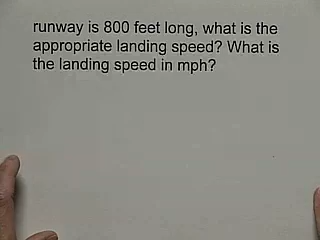 runway is 800 feet long, what is the
appropriate landing speed? What is
the landing speed in mph?